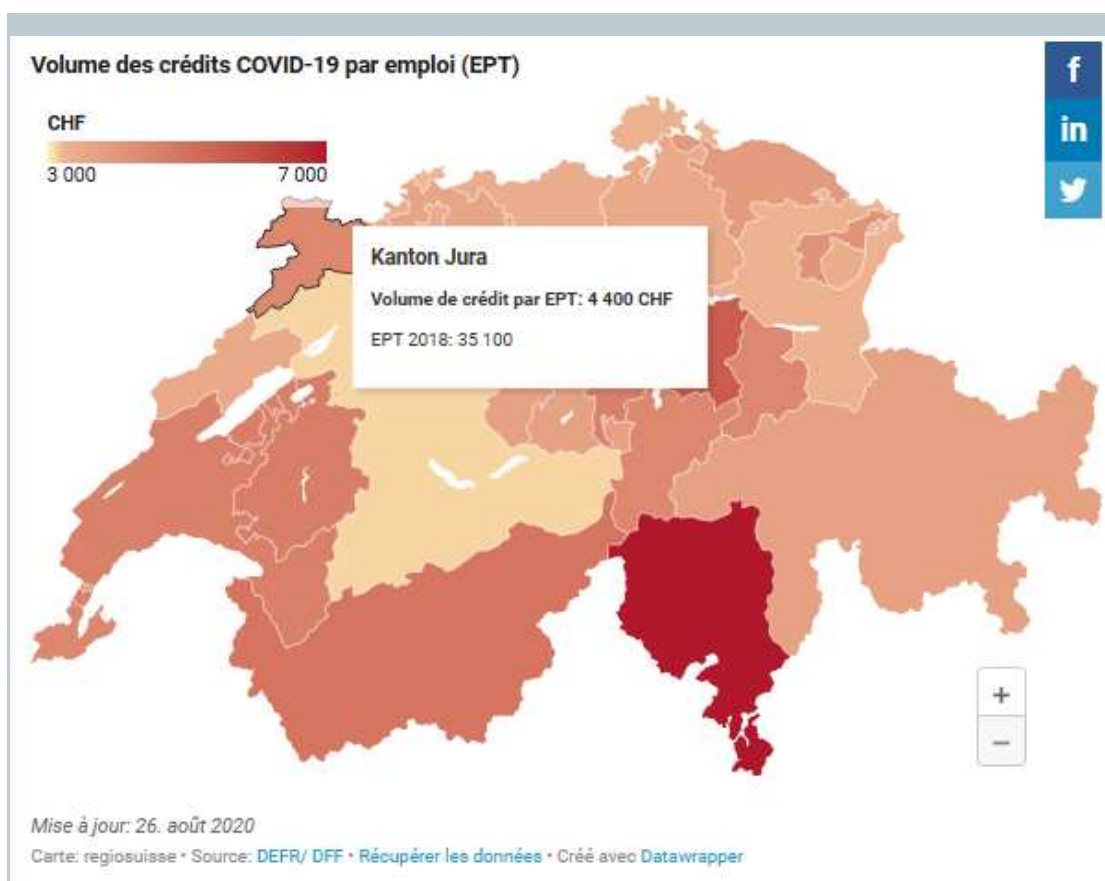 Volume des crédits COVID-19 par emploi (EPT)
f
CHF
in
3 000 7 000
Kanton Jura
Volume de crédit par EPT: 4 400 CHF
EPT 2018: 35 100
+
−
Mise à jour: 26. août 2020
Carte: regiosuisse • Source: DEFR/ DFF • Récupérer les données • Créé avec Datawrapper